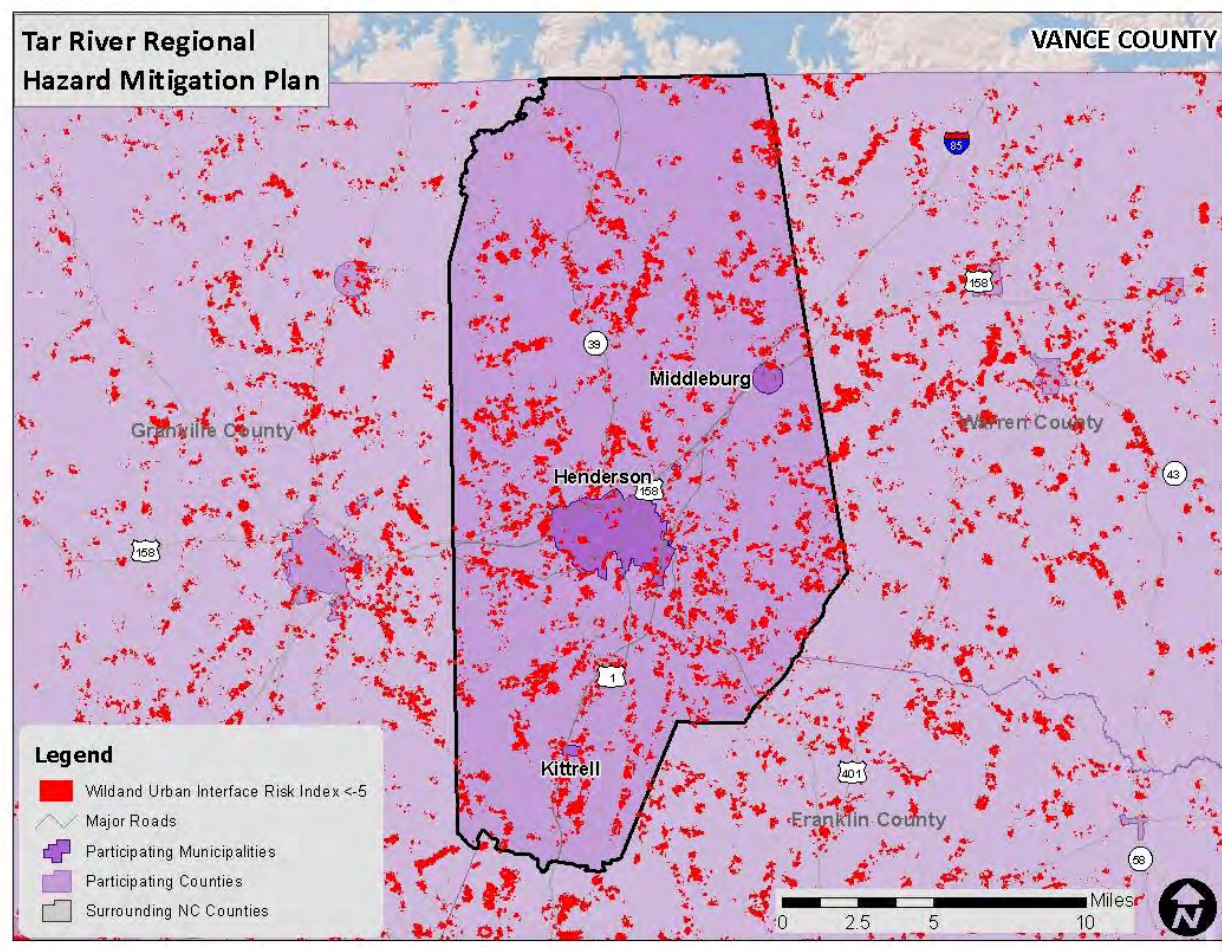 Tar River Regional
Hazard Mitigation Plan
VANCE COUNTY
85
158
39
Middleburg
Granville County
Warren County
43
Henderson
158
158
1
Kittrell
401
Franklin County
58
Legend
Wildand Urban Interface Risk Index <-5
Major Roads
Participating Municipalities
Participating Counties
Surrounding NC Counties
Miles
0 2.5 5 10
N